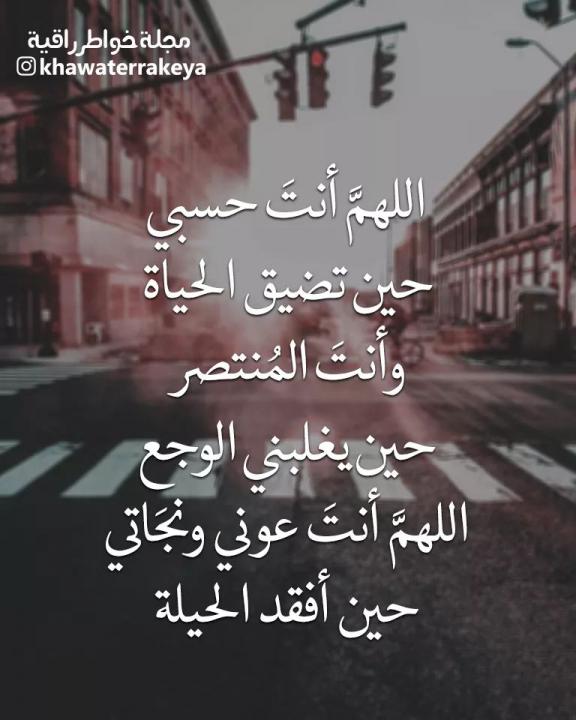 مجلة خواطر راقية
khawaterrakeya
اللهمَّ أنتَ حسبي
حين تضيق الحياة
وأنتَ المُنتصر
حين يغلبني الوجع
اللهمَّ أنتَ عوني ونجَاتي
حين أفقد الحيلة